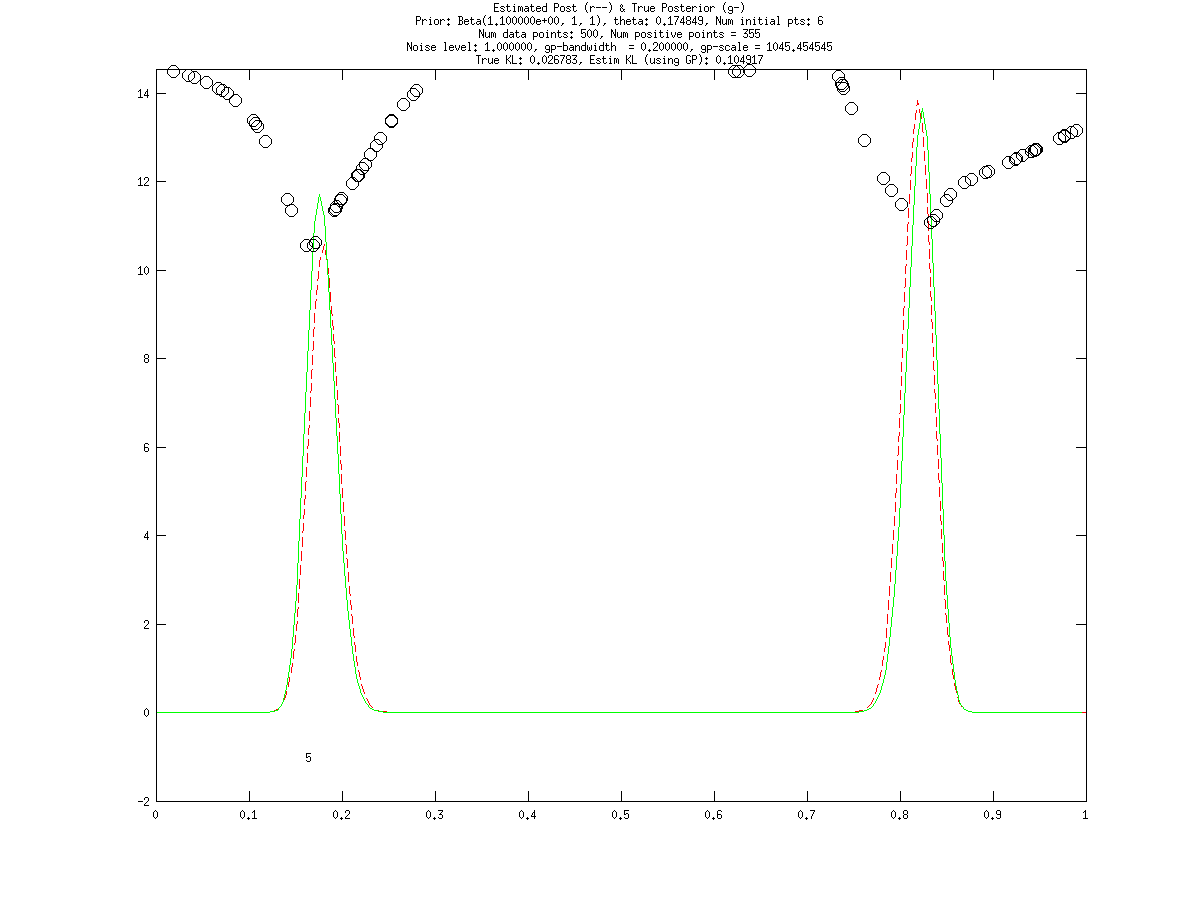 Estimated Post (r--) & True Posterior (g-)
Prior: Beta(1.100000e+00, 1, 1), theta: 0.174849, Num initial pts: 6
Num data points: 500, Num positive points = 355
Noise level: 1.000000, gp-bandwidth  = 0.200000, gp-scale = 1045.454545
True KL: 0.026783, Estim KL (using GP): 0.104917
14
12
10
8
6
4
2
0
5
-2
0 0.1 0.2 0.3 0.4 0.5 0.6 0.7 0.8 0.9 1